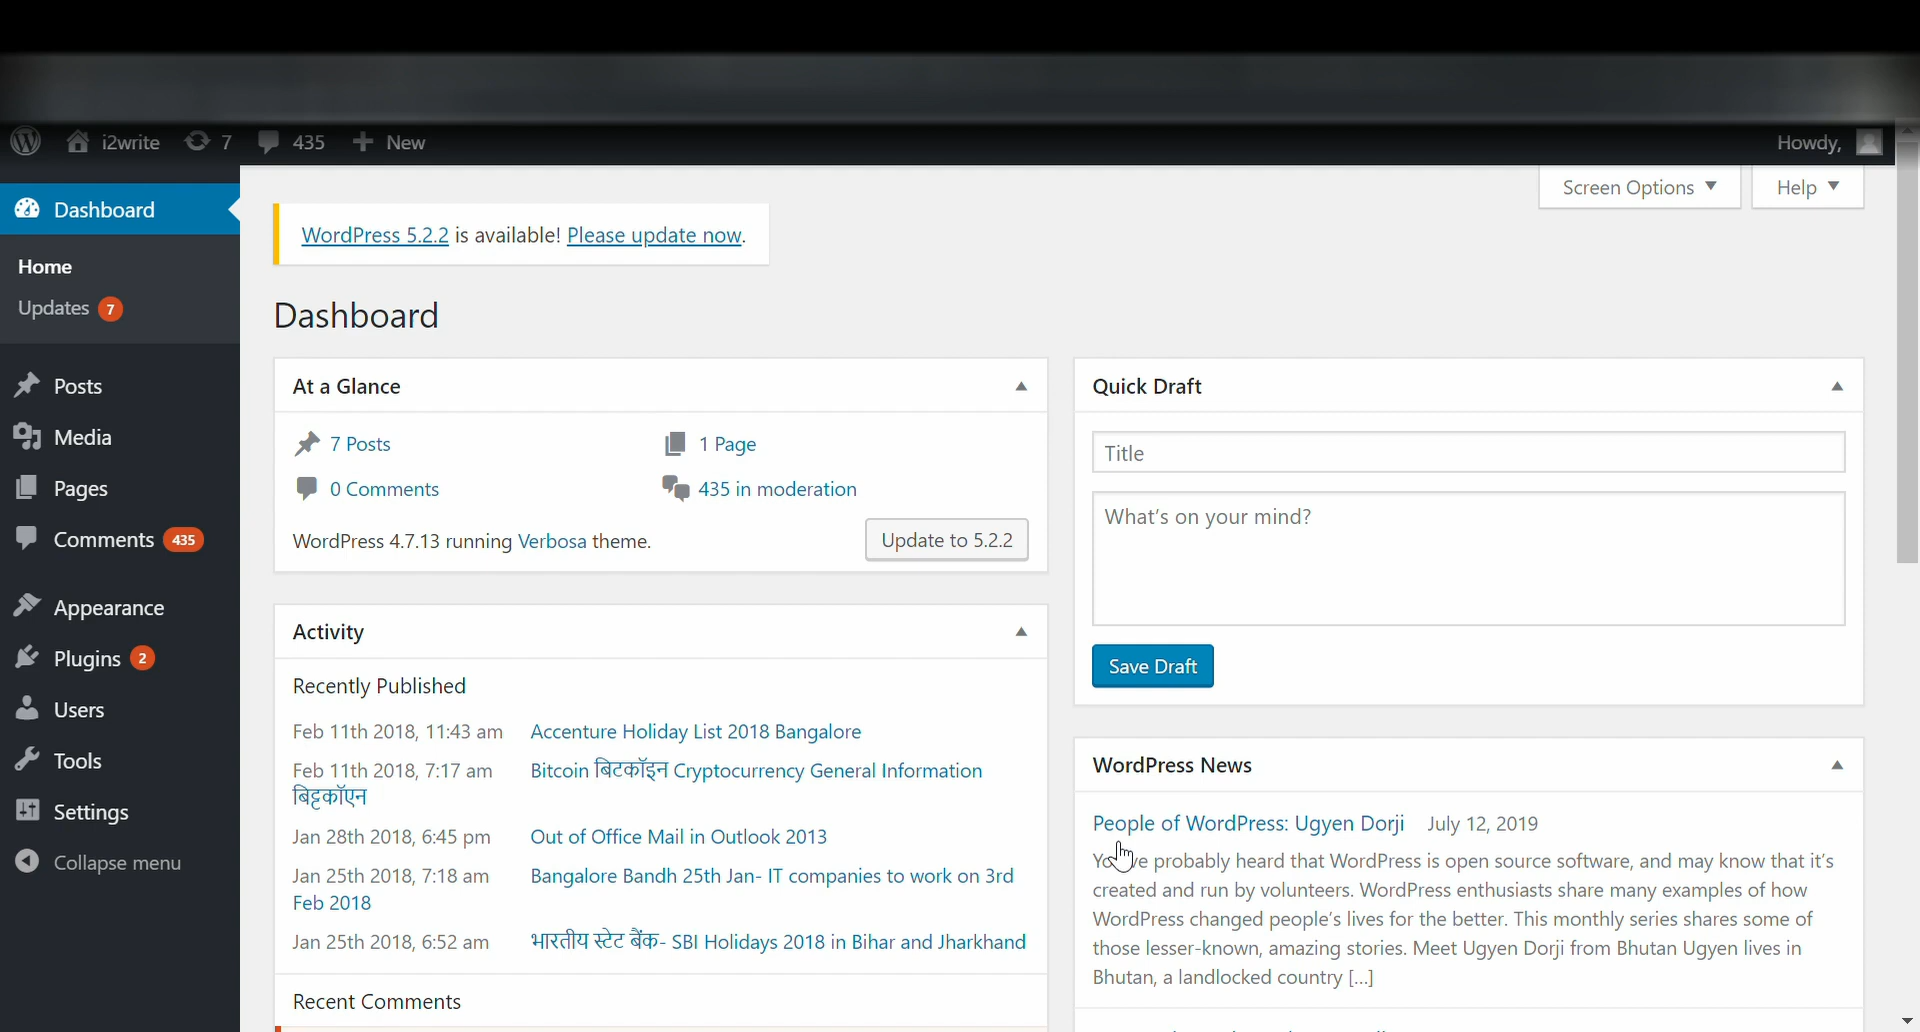 i2write 7 435 New Howdy,
Dashboard
Home
Updates 7
Posts
Media
Pages
Comments 435
Appearance
Plugins 2
Users
Tools
Settings
Collapse menu
Screen Options Help
WordPress 5.2.2 is available! Please update now.
Dashboard
At a Glance
7 Posts 1 Page
0 Comments 435 in moderation
WordPress 4.7.13 running Verbosa theme. Update to 5.2.2
Activity
Recently Published
Feb 11th 2018, 11:43 am Accenture Holiday List 2018 Bangalore
Feb 11th 2018, 7:17 am Bitcoin बिटकॉइन Cryptocurrency General Information
बिट्टकॉएन
Jan 28th 2018, 6:45 pm Out of Office Mail in Outlook 2013
Jan 25th 2018, 7:18 am Bangalore Bandh 25th Jan- IT companies to work on 3rd
Feb 2018
Jan 25th 2018, 6:52 am भारतीय स्टेट बैंक- SBI Holidays 2018 in Bihar and Jharkhand
Recent Comments
Quick Draft
Title
What's on your mind?
Save Draft
WordPress News
People of WordPress: Ugyen Dorji July 12, 2019
probably heard that WordPress is open source software, and may know that it's
created and run by volunteers. WordPress enthusiasts share many examples of how
WordPress changed people's lives for the better. This monthly series shares some of
those lesser-known, amazing stories. Meet Ugyen Dorji from Bhutan Ugyen lives in
Bhutan, a landlocked country [...]